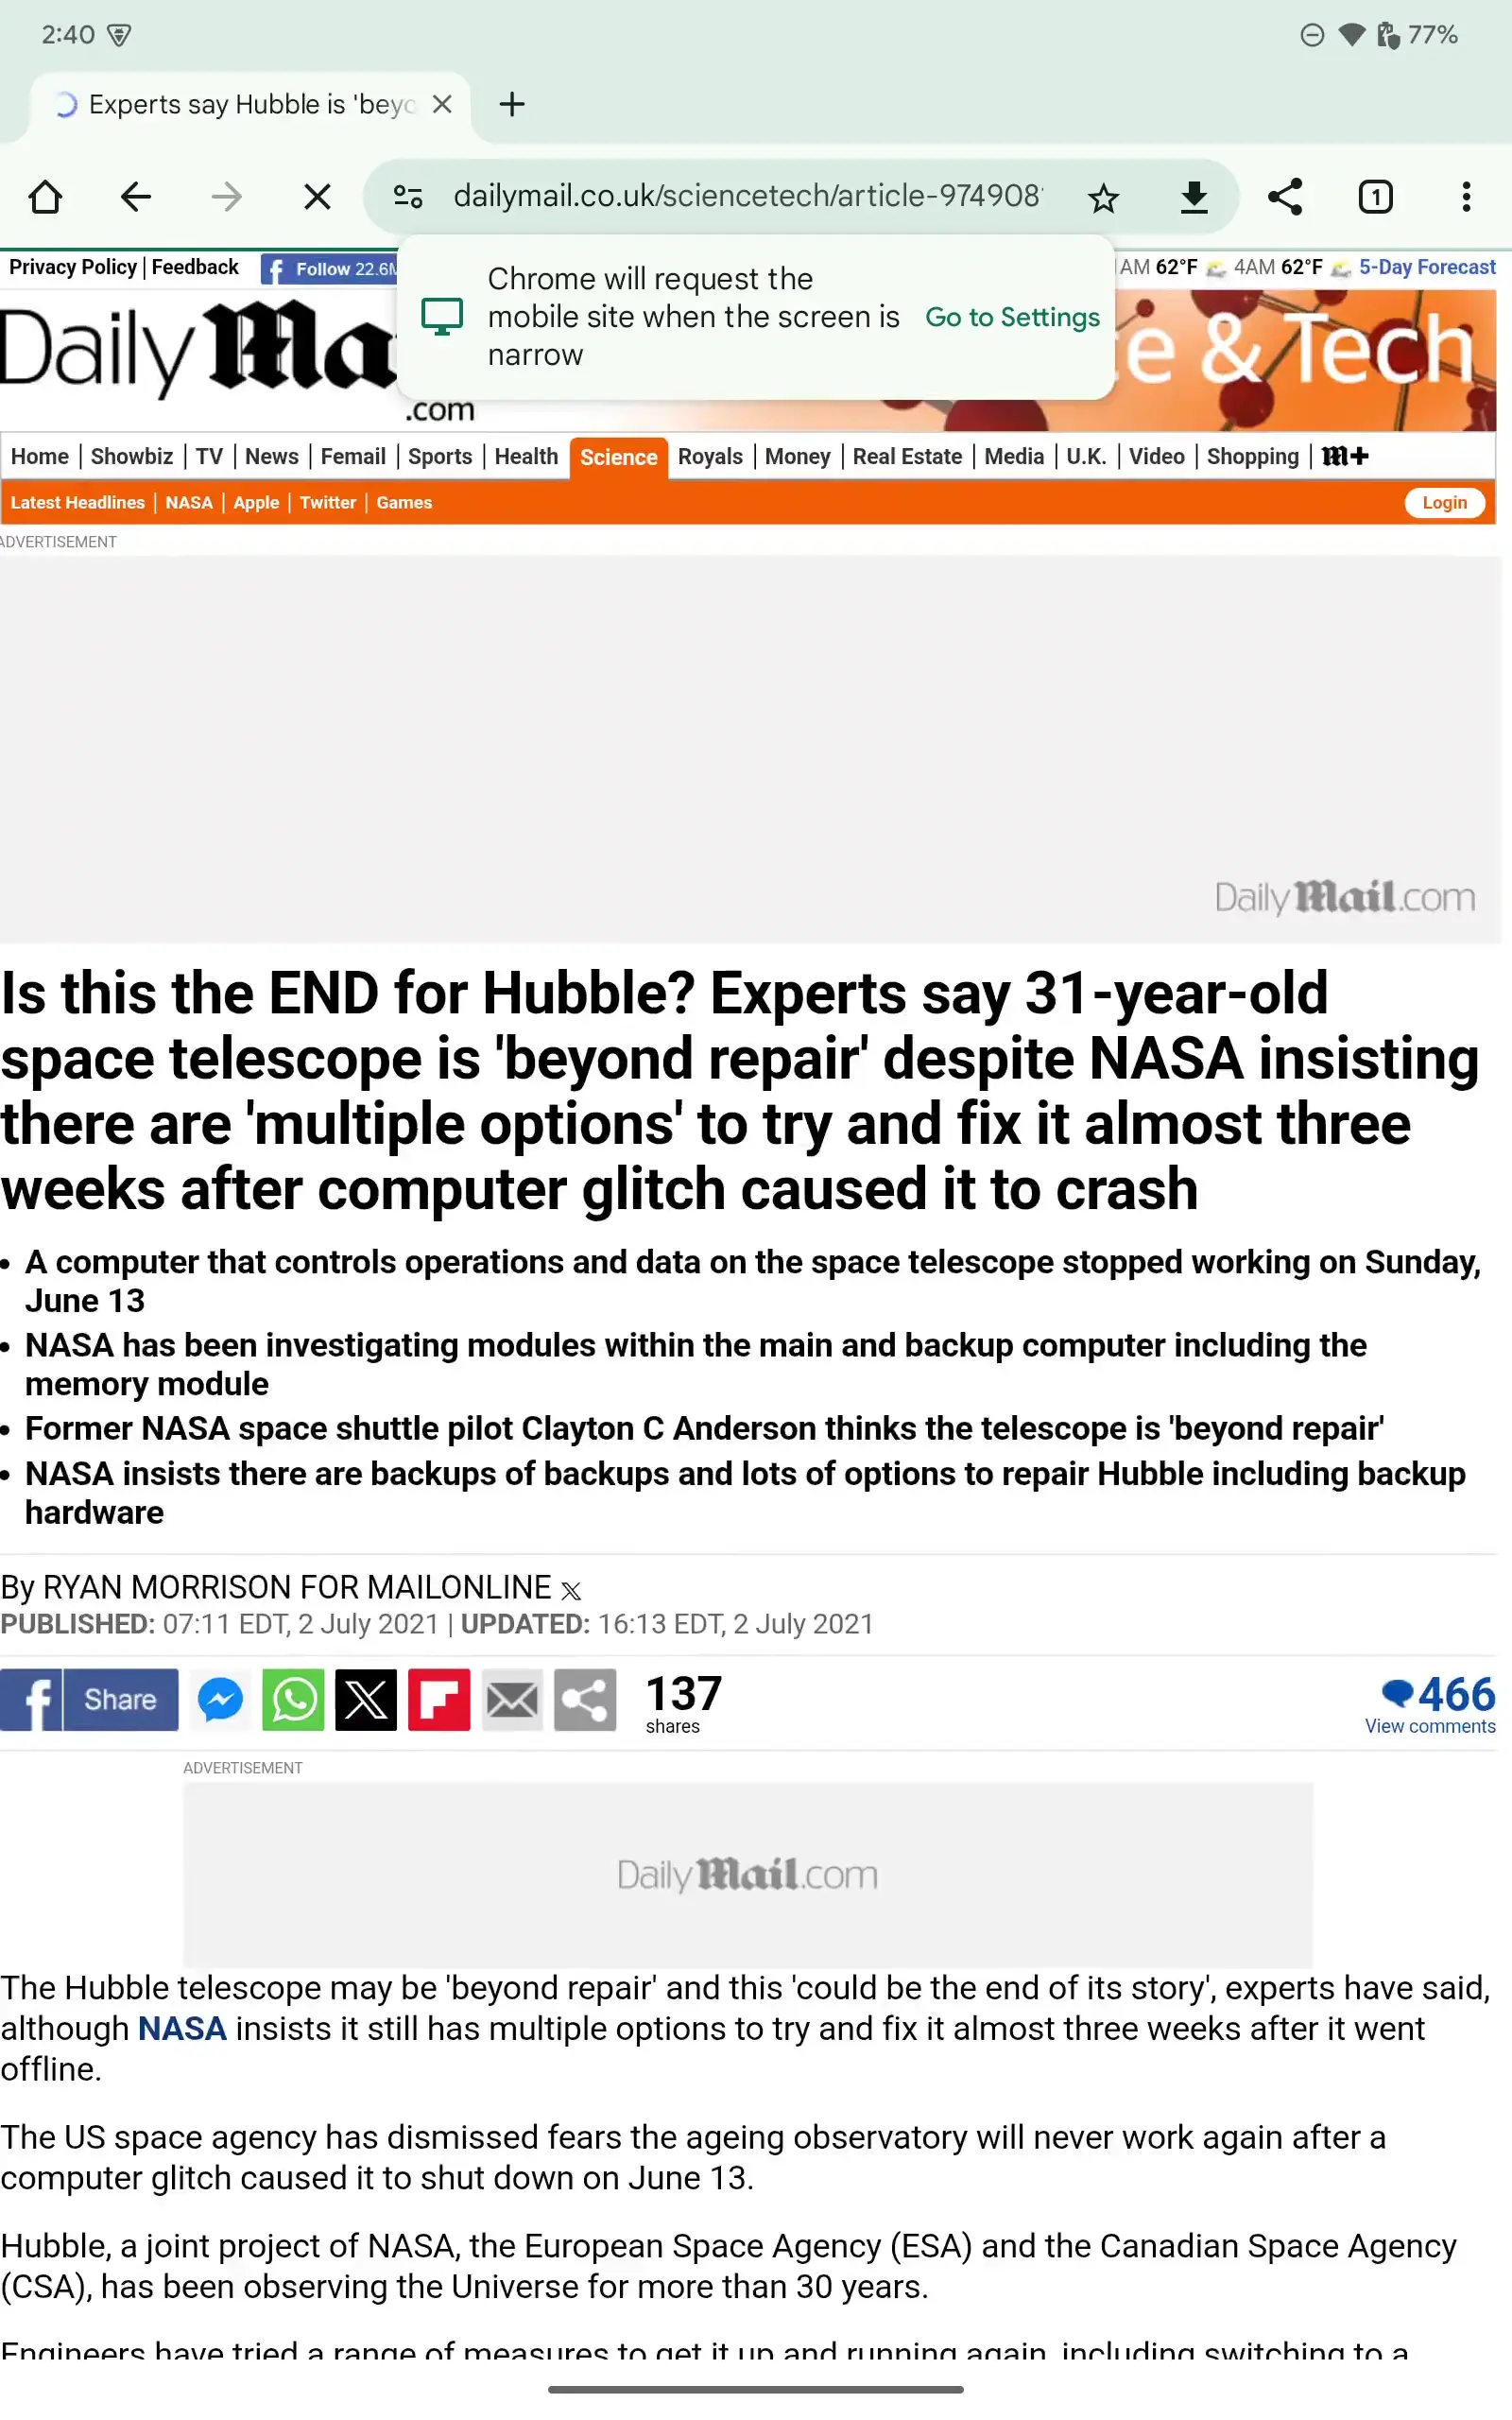 2:40
77%
Experts say Hubble is 'beyo
dailymail.co.uk/sciencetech/article-974908
1
Privacy Policy | Feedback
Follow 22.6M
AM 62°F 4AM 62°F 5-Day Forecast
Chrome will request the
mobile site when the screen is
narrow
Go to Settings
Daily Ma
.com
e & Tech
Home | Showbiz | TV | News | Femail | Sports | Health Science Royals | Money | Real Estate | Media | U.K. | Video | Shopping | m+
Latest Headlines | NASA | Apple | Twitter | Games
Login
ADVERTISEMENT
Daily Mail.com
Is this the END for Hubble? Experts say 31-year-old
space telescope is 'beyond repair' despite NASA insisting
there are 'multiple options' to try and fix it almost three
weeks after computer glitch caused it to crash
• A computer that controls operations and data on the space telescope stopped working on Sunday,
June 13
• NASA has been investigating modules within the main and backup computer including the
memory module
• Former NASA space shuttle pilot Clayton C Anderson thinks the telescope is 'beyond repair'
• NASA insists there are backups of backups and lots of options to repair Hubble including backup
hardware
By RYAN MORRISON FOR MAILONLINE
PUBLISHED: 07:11 EDT, 2 July 2021 | UPDATED: 16:13 EDT, 2 July 2021
Share
137
shares
466
View comments
ADVERTISEMENT
Daily Mail.com
The Hubble telescope may be 'beyond repair' and this 'could be the end of its story', experts have said,
although NASA insists it still has multiple options to try and fix it almost three weeks after it went
offline.
The US space agency has dismissed fears the ageing observatory will never work again after a
computer glitch caused it to shut down on June 13.
Hubble, a joint project of NASA, the European Space Agency (ESA) and the Canadian Space Agency
(CSA), has been observing the Universe for more than 30 years.
Engineers have tried a range of measures to get it up and running again, including switching to a